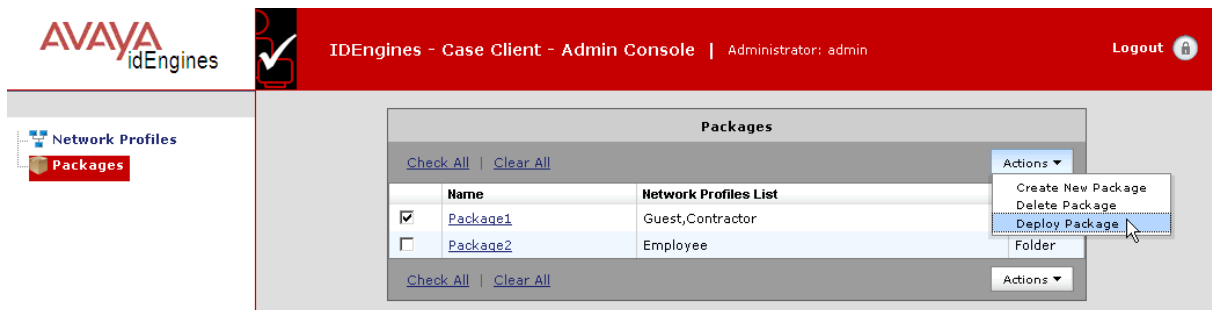 AVAYA
idEngines
IDEngines - Case Client - Admin Console | Administrator: admin
Logout
Network Profiles
Packages
Packages
Check All | Clear All
Actions
Create New Package
Delete Package
Deploy Package
Name Network Profiles List
Package1 Guest,Contractor
Package2 Employee Folder
Check All | Clear All
Actions